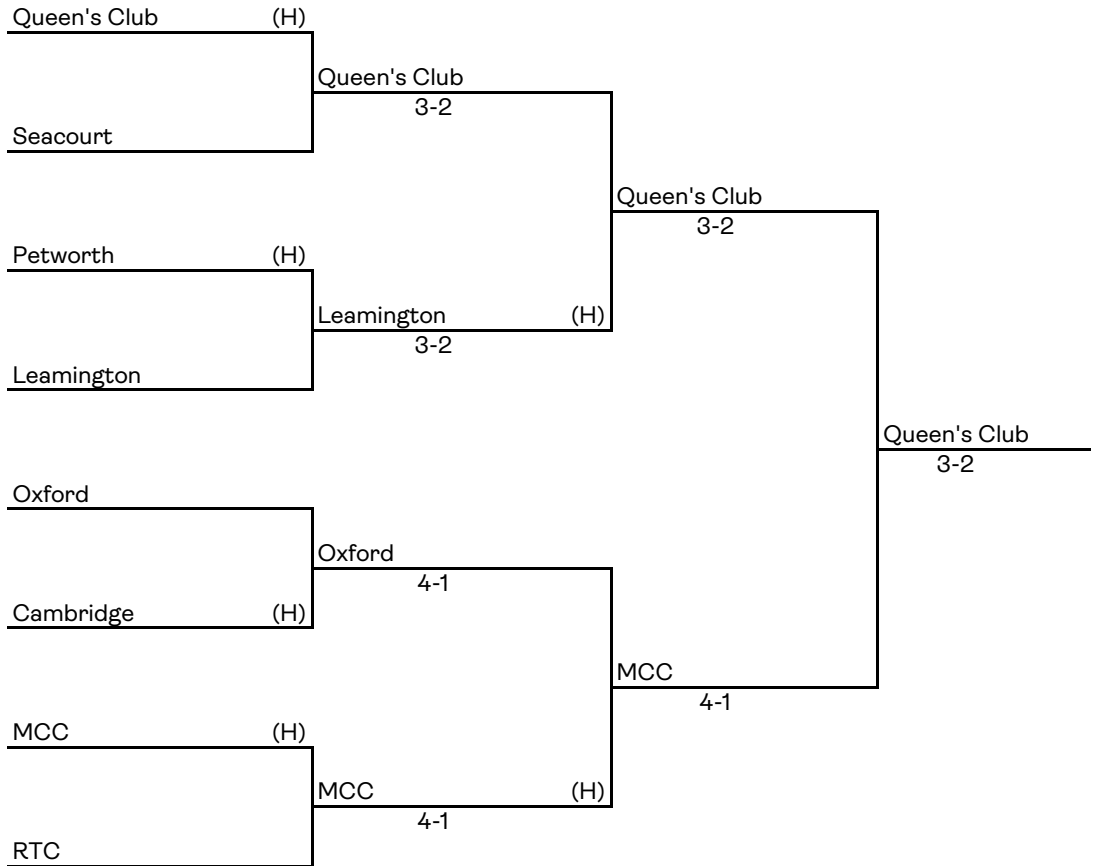 Queen's Club (H)
Queen's Club
3-2
Seacourt
Queen's Club
3-2
Petworth (H)
Leamington (H)
3-2
Leamington
Queen's Club
3-2
Oxford
Oxford
4-1
Cambridge (H)
MCC
4-1
MCC (H)
MCC (H)
4-1
RTC